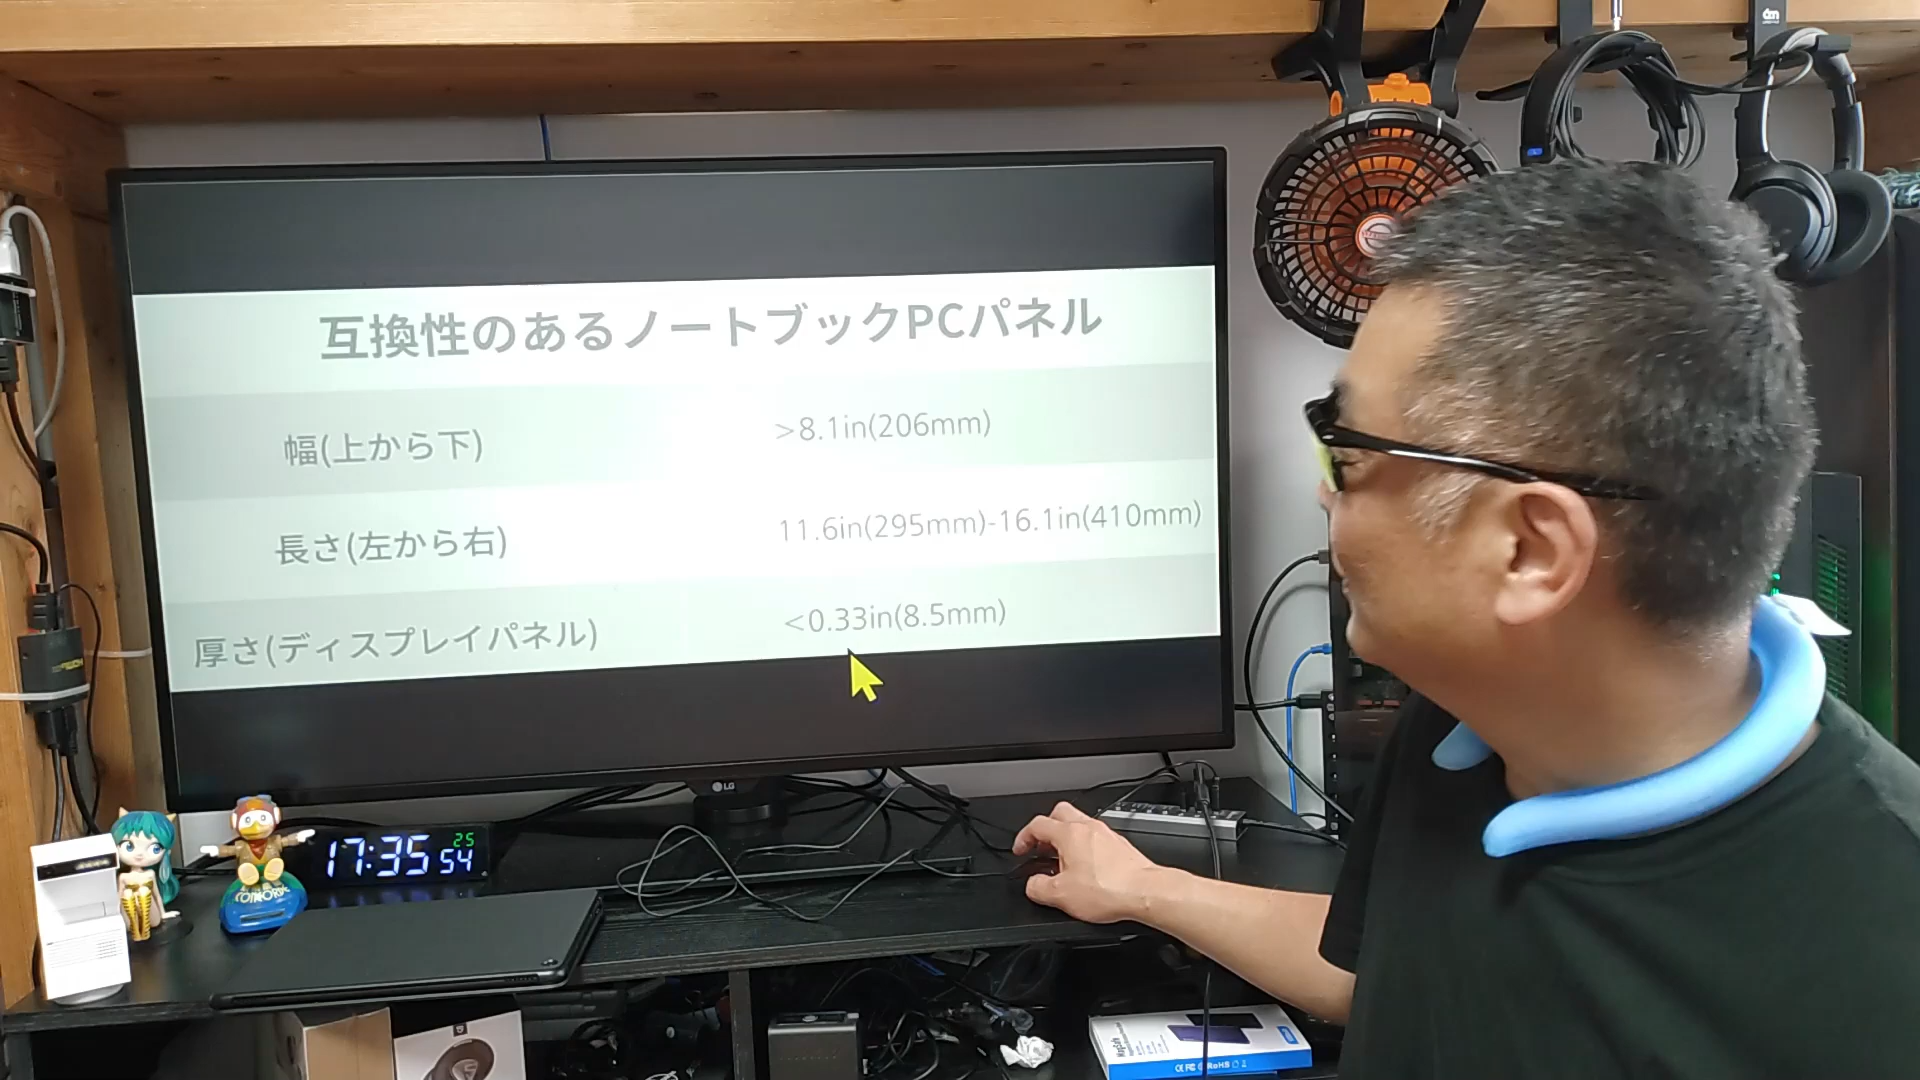 互換性のあるノートブックPCパネル
幅(上から下)
>8.1in(206mm)
長さ(左から右)
11.6in(295mm)-16.1in(410mm)
厚さ(ディスプレイパネル)
<0.33in(8.5mm)
LG
17:35 54
25
RoHS